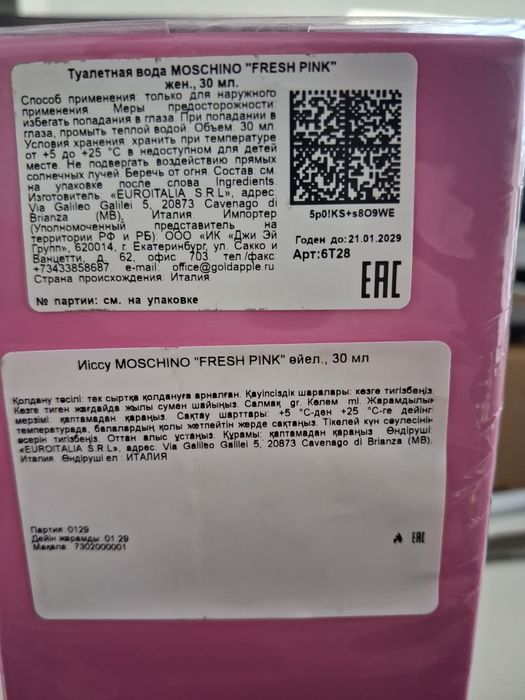 Туалетная вода MOSCHINO "FRESH PINK"
жен., 30 мл.
Способ применения только для наружного
применения Меры предосторожности:
избегать попадания в глаза. При попадании в
глаза, промыть теплой водой. Объем 30 мл.
Условия хранения хранить при температуре
от +5 до +25 °С в недоступном для детей
месте. Не подвергать воздействию прямых
солнечных лучей. Беречь от огня Состав см.
на упаковке после слова Ingredients
Изготовитель «EUROITALIA S.R.L», адрес:
Via Galileo Galilei 5, 20873 Cavenago di
Brianza (MB), Италия. Импортер
(Уполномоченный представитель на
территории РФ и РБ): ООО «ИК «Джи Эй
Групп», 620014, г. Екатеринбург, ул. Сакко и
Ванцетти, д. 62, офис 703 тел./факс
+73433858687. e-mail: office@goldapple.ru
Страна происхождения: Италия
№ партии: см. на упаковке
5p0!KS+s8O9WE
Годен до: 21.01.2029
Арт:6T28
EAC
Иіссу MOSCHINO "FRESH PINK" әйел., 30 мл
Қолдану тәсілі: тек сыртқа қолдануға арналған. Қауіпсіздік шаралары: көзге тигізбеңіз.
Көзге тиген жағдайда жылы сумен шайыңыз. Салмақ: gr. Көлем: ml. Жарамдылық
мерзімі: қаптамадан қараңыз. Сақтау шарттары: +5 °С-ден +25 °С-ге дейінгі
температурада, балалардың қолы жетпейтін жерде сақтаңыз. Тікелей күн сәулесінің
әсерін тигізбеңіз. Оттан алыс ұстаңыз. Құрамы: қаптамадан қараңыз. Өндіруші:
«EUROITALIA S.R.L», адрес: Via Galileo Galilei 5, 20873 Cavenago di Brianza (MB),
Италия Өндіруші ел : ИТАЛИЯ
Партия: 0129
Дейін жарамды: 01.29
Мақала: 7302000001
EAC